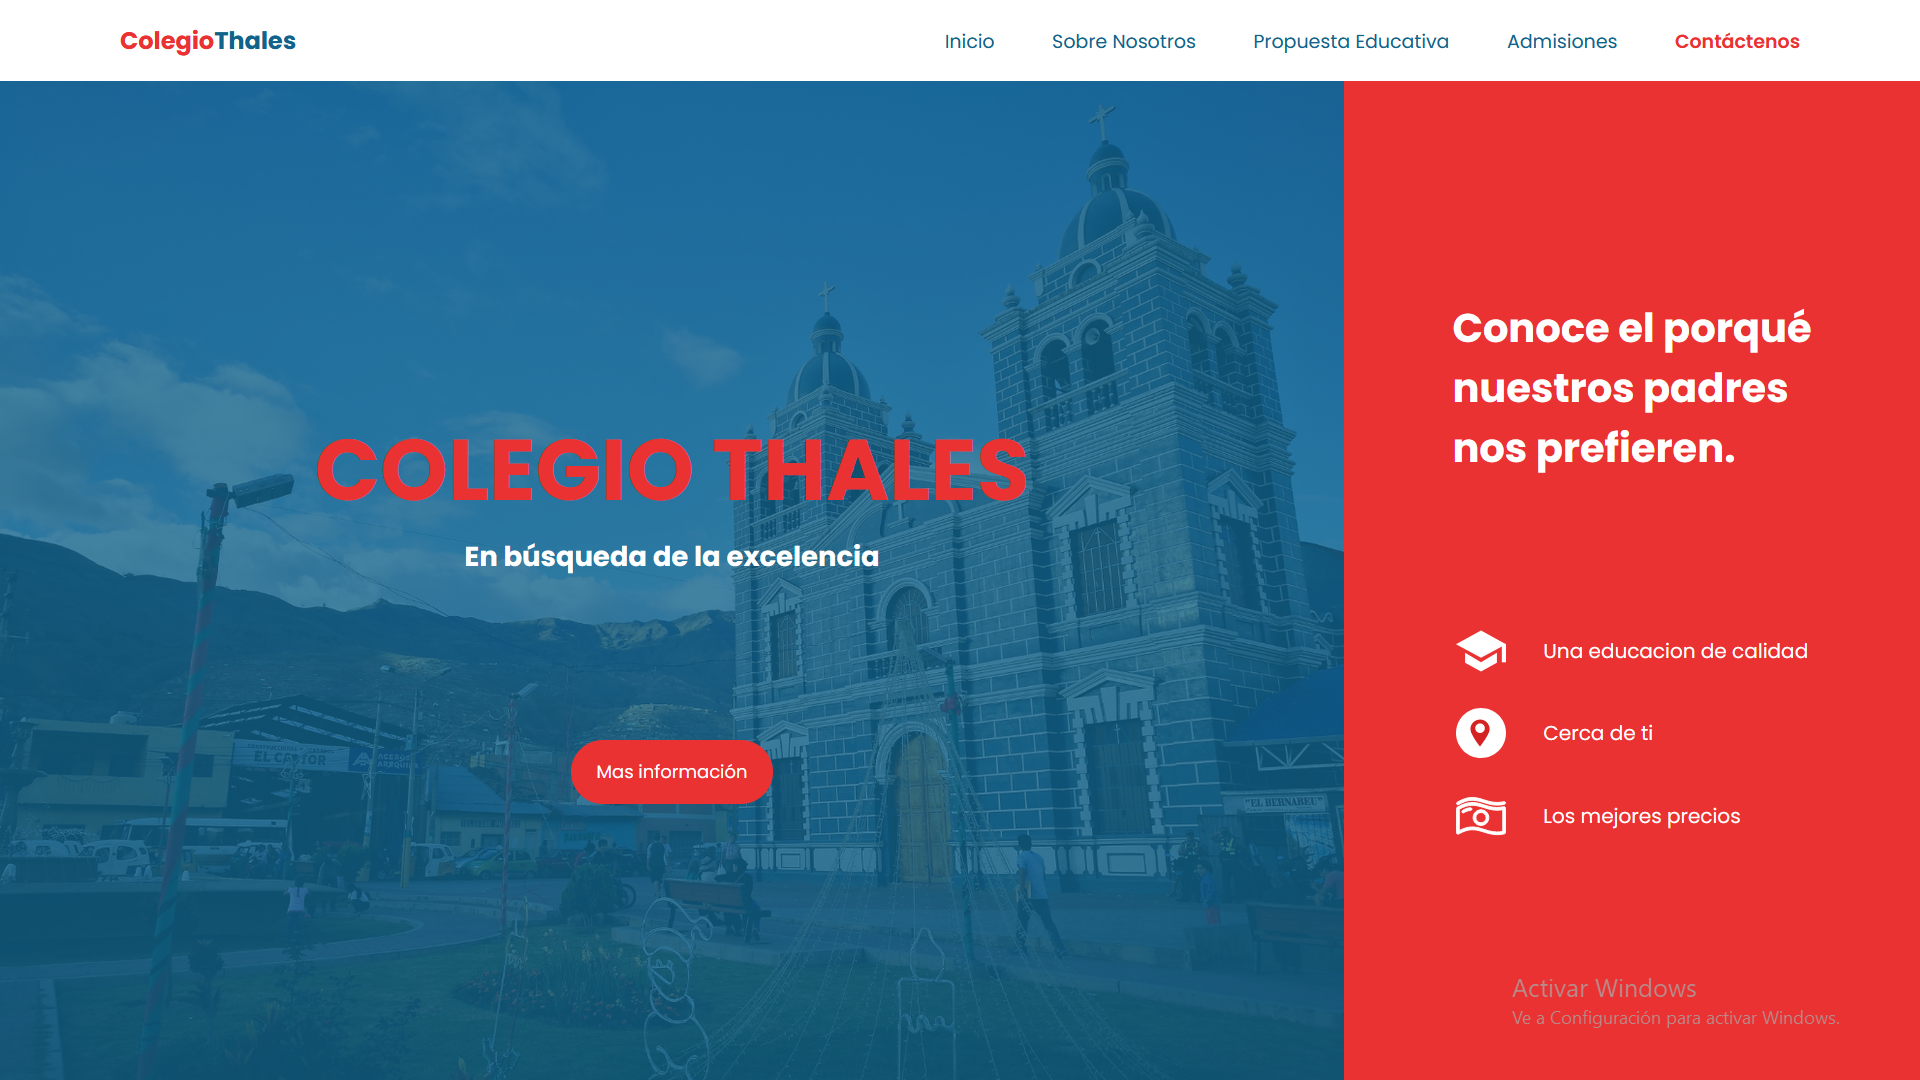 ColegioThales
Inicio
Sobre Nosotros
Propuesta Educativa
Admisiones
Contáctenos
COLEGIO THALES
En búsqueda de la excelencia
Mas información
EL CASTOR
ACEROS
AREQUIPA
"EL BERNABEU"
Conoce el porqué
nuestros padres
nos prefieren.
Una educacion de calidad
Cerca de ti
Los mejores precios
Activar Windows
Ve a Configuración para activar Windows.